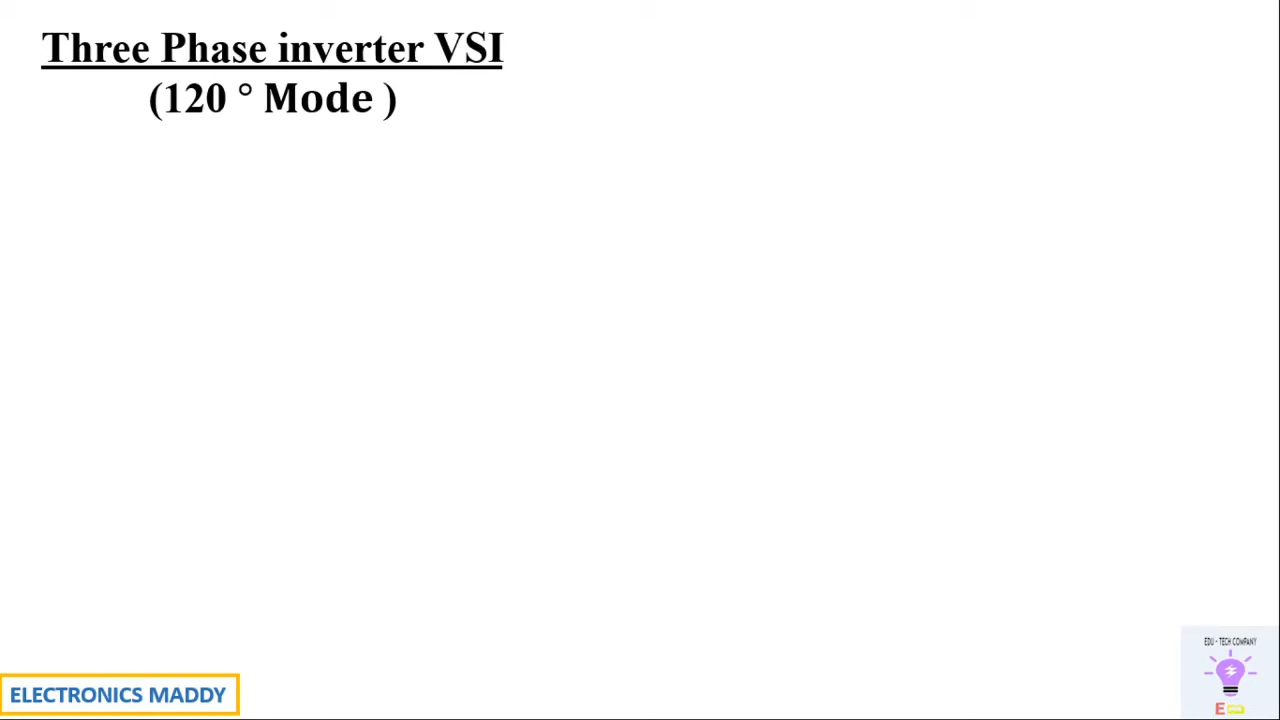 Three Phase inverter VSI
(120 ° Mode )
ELECTRONICS MADDY
EDU - TECH COMPANY
E